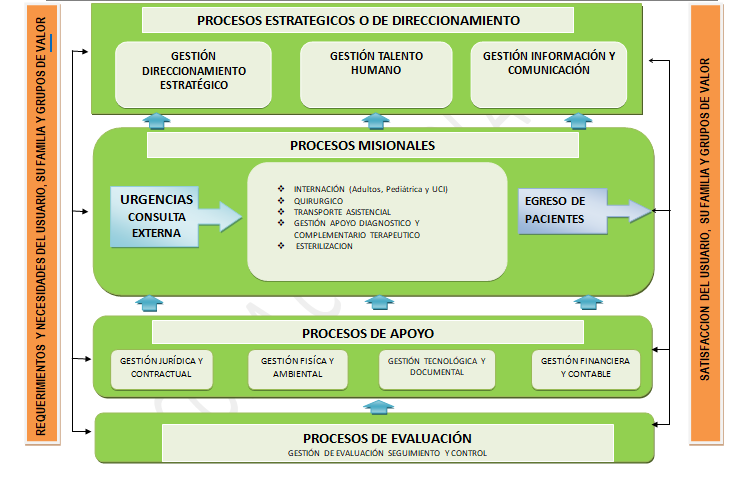 REQUERIMIENTOS Y NECESIDADES DEL USUARIO, SU FAMILIA Y GRUPOS DE VALOR
PROCESOS ESTRATEGICOS O DE DIRECCIONAMIENTO
GESTIÓN
DIRECCIONAMIENTO
ESTRATÉGICO
GESTIÓN TALENTO
HUMANO
GESTIÓN INFORMACIÓN Y
COMUNICACIÓN
PROCESOS MISIONALES
URGENCIAS
CONSULTA
EXTERNA
INTERNACIÓN (Adultos, Pediátrica y UCI)
QUIRURGICO
TRANSPORTE ASISTENCIAL
GESTIÓN APOYO DIAGNOSTICO Y
COMPLEMENTARIO TERAPEUTICO
ESTERILIZACION
EGRESO DE
PACIENTES
PROCESOS DE APOYO
GESTIÓN JURÍDICA Y
CONTRACTUAL
GESTIÓN FISÍCA Y
AMBIENTAL
GESTIÓN TECNOLÓGICA Y
DOCUMENTAL
GESTIÓN FINANCIERA
Y CONTABLE
PROCESOS DE EVALUACIÓN
GESTIÓN DE EVALUACIÓN SEGUIMIENTO Y CONTROL
SATISFACCION DEL USUARIO, SU FAMILIA Y GRUPOS DE VALOR